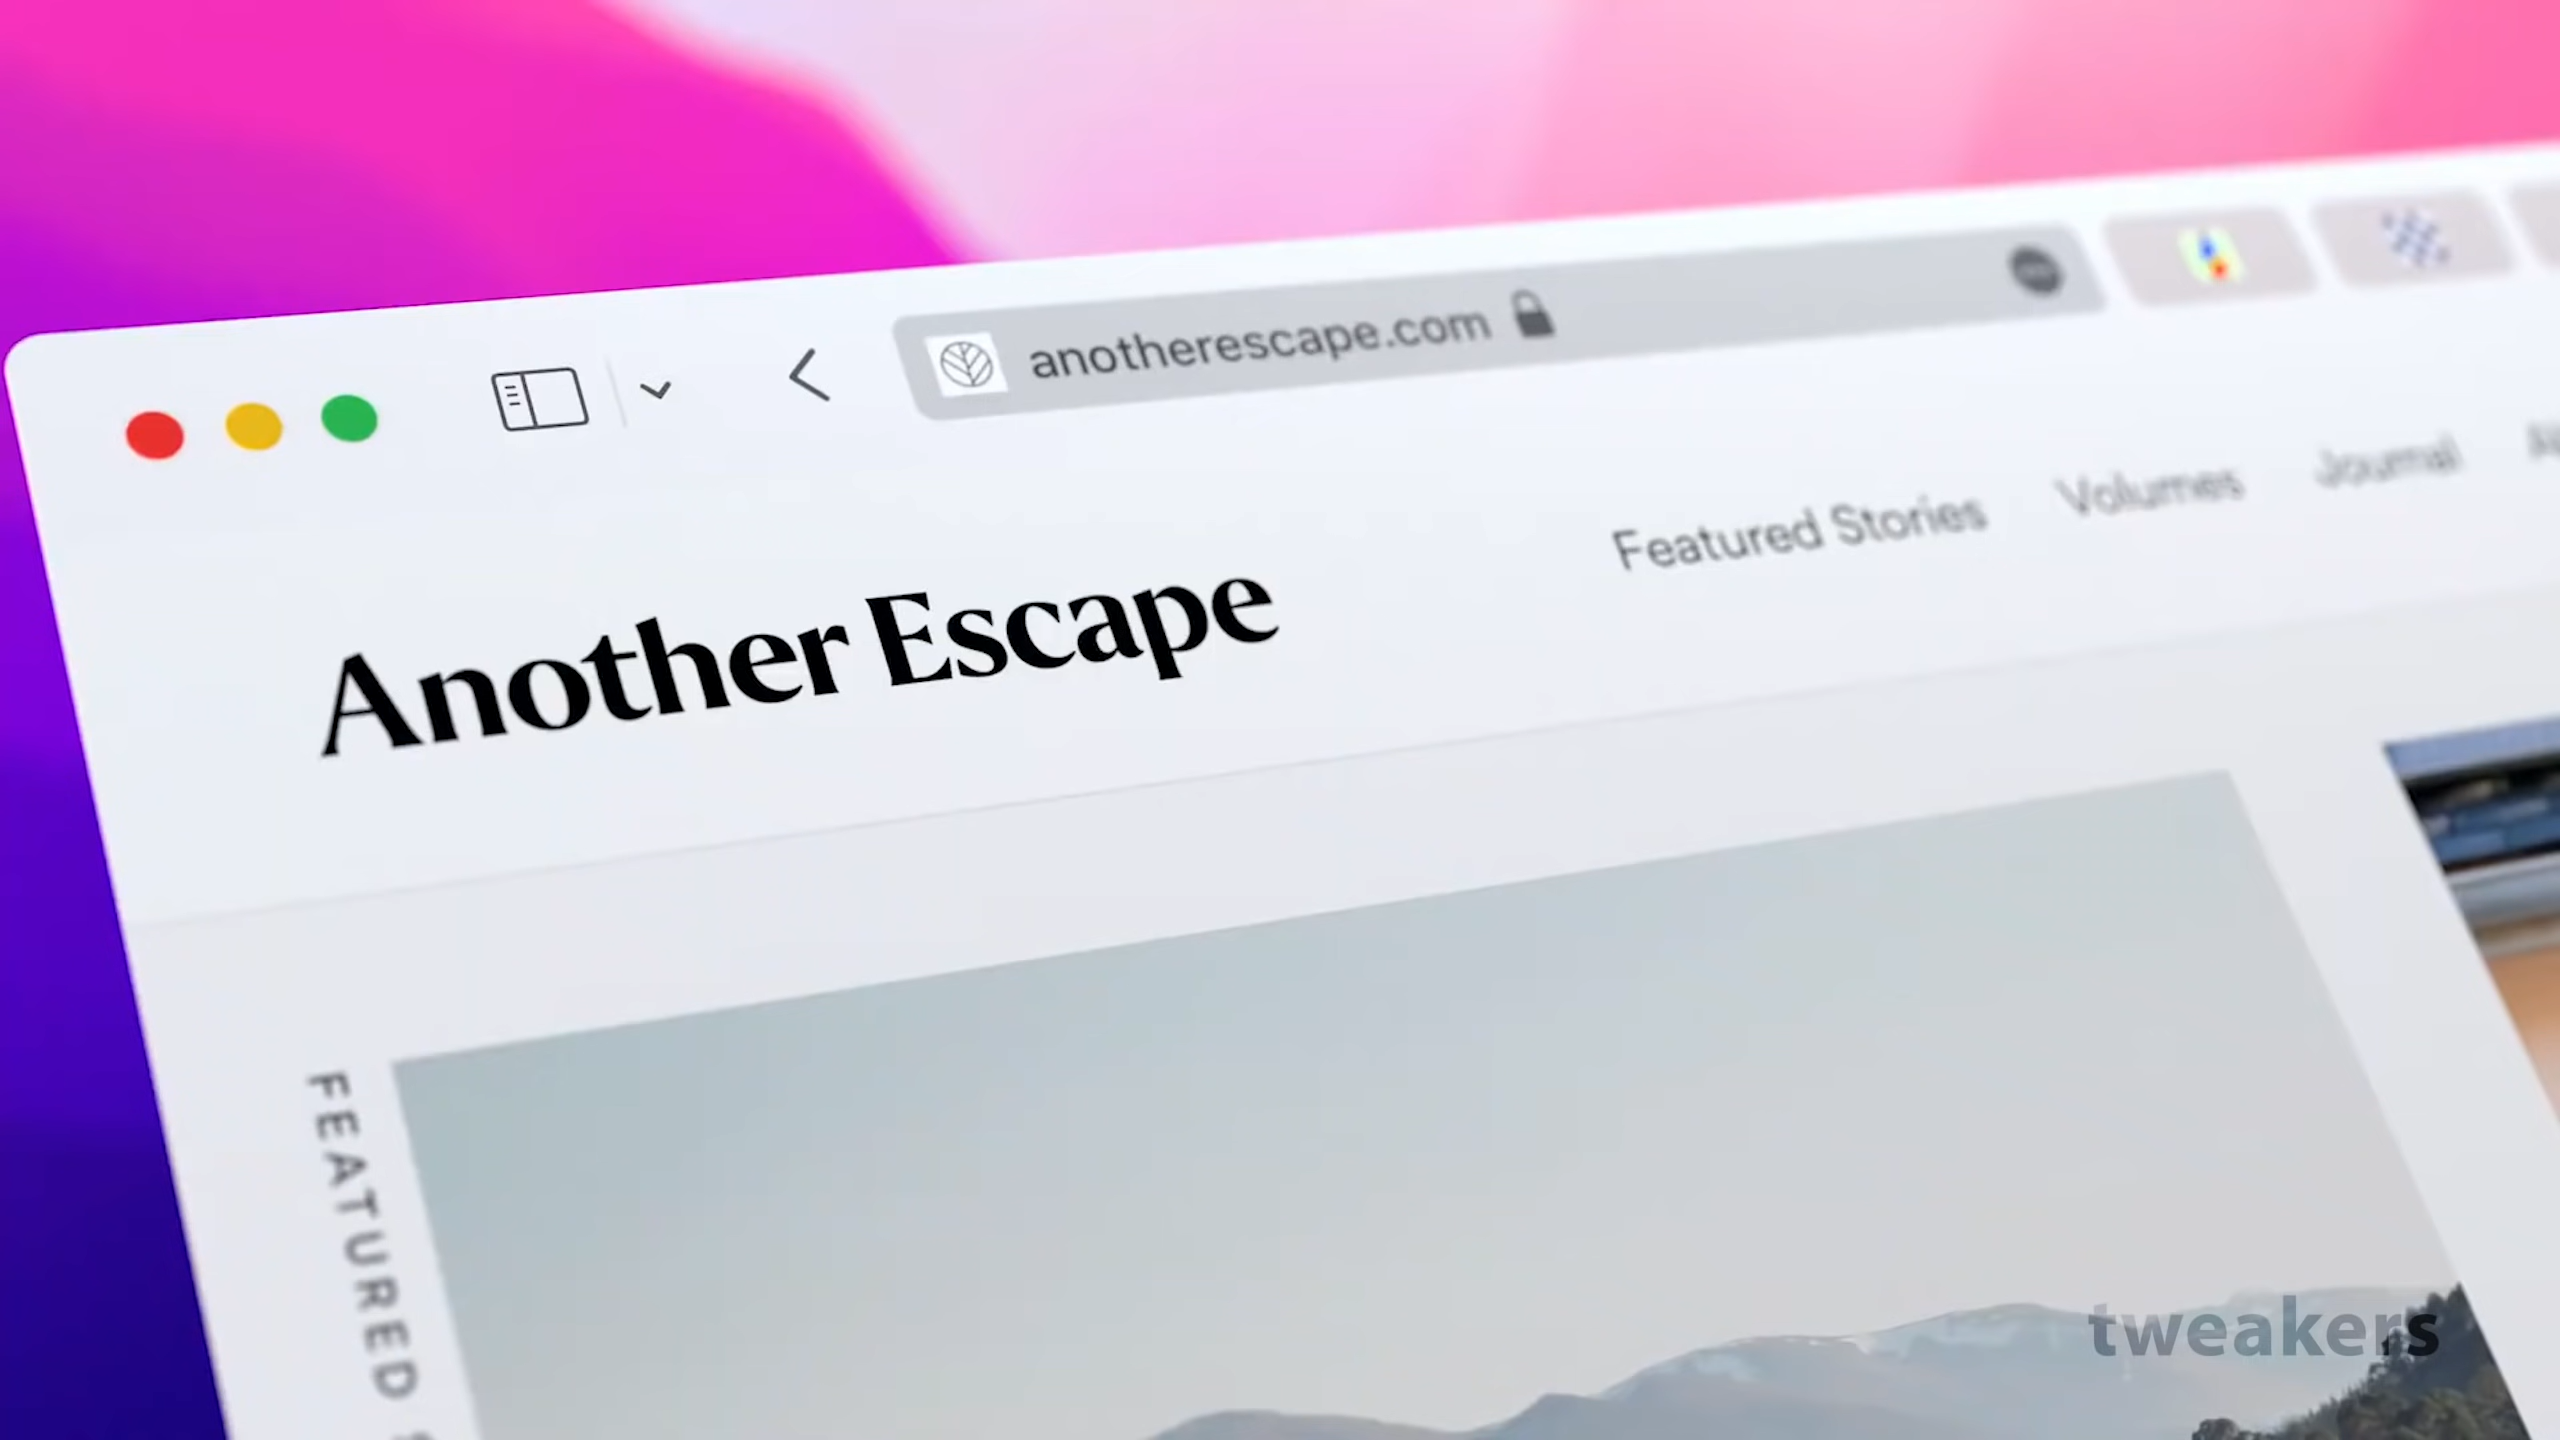 anotherescape.com
Another Escape
Featured Stories Volumes Journal
FEATURED
tweakers